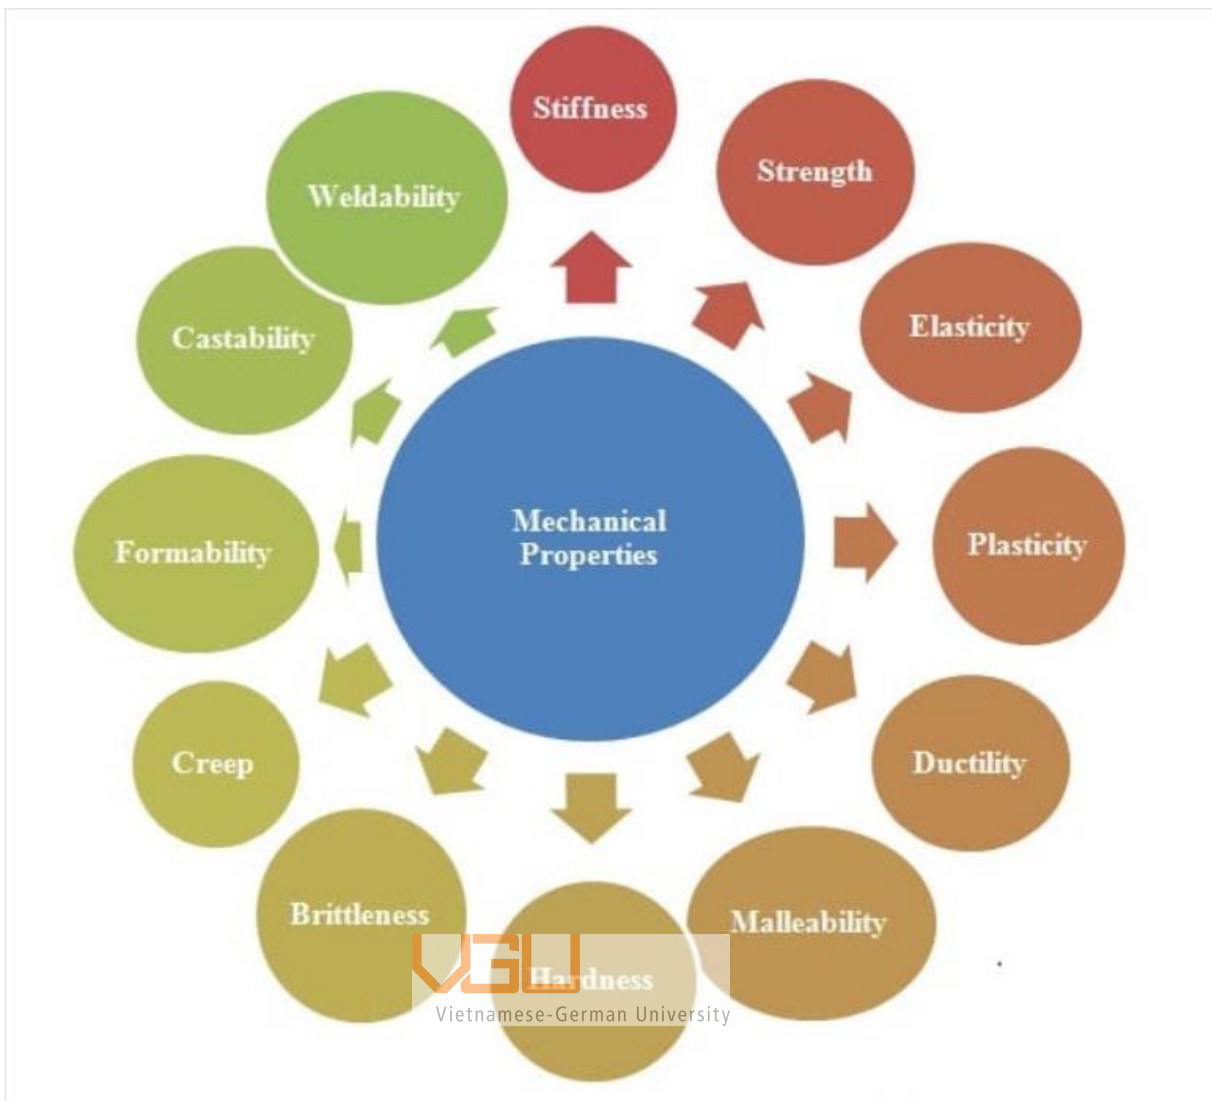 Stiffness
Strength
Elasticity
Plasticity
Ductility
Malleability
Hardness
Brittleness
Creep
Formability
Castability
Weldability
Mechanical
Properties
VGU
Vietnamese-German University